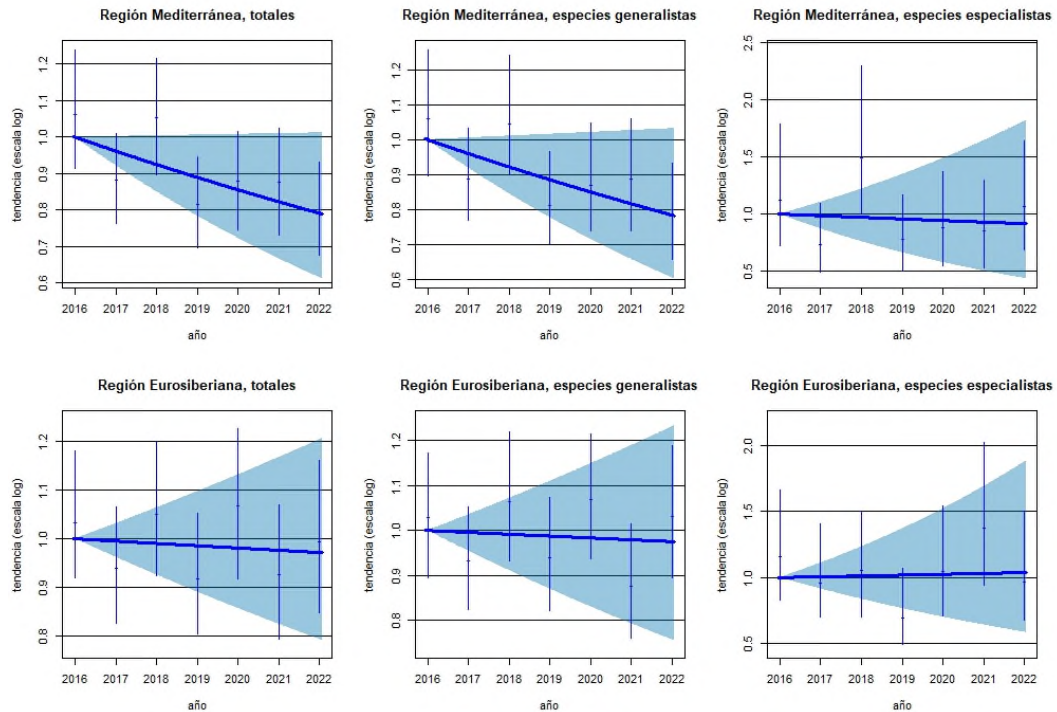 Región Mediterránea, totales
tendencia (escala log)
1.2
1.1
1.0
0.9
0.8
0.7
0.6
2016 2017 2018 2019 2020 2021 2022
año
Región Mediterránea, especies generalistas
tendencia (escala log)
1.2
1.1
1.0
0.9
0.8
0.7
0.6
2016 2017 2018 2019 2020 2021 2022
año
Región Mediterránea, especies especialistas
tendencia (escala log)
2.5
2.0
1.5
1.0
0.5
2016 2017 2018 2019 2020 2021 2022
año
Región Eurosiberiana, totales
tendencia (escala log)
1.2
1.1
1.0
0.9
0.8
2016 2017 2018 2019 2020 2021 2022
año
Región Eurosiberiana, especies generalistas
tendencia (escala log)
1.2
1.1
1.0
0.9
0.8
2016 2017 2018 2019 2020 2021 2022
año
Región Eurosiberiana, especies especialistas
tendencia (escala log)
2.0
1.5
1.0
0.5
2016 2017 2018 2019 2020 2021 2022
año